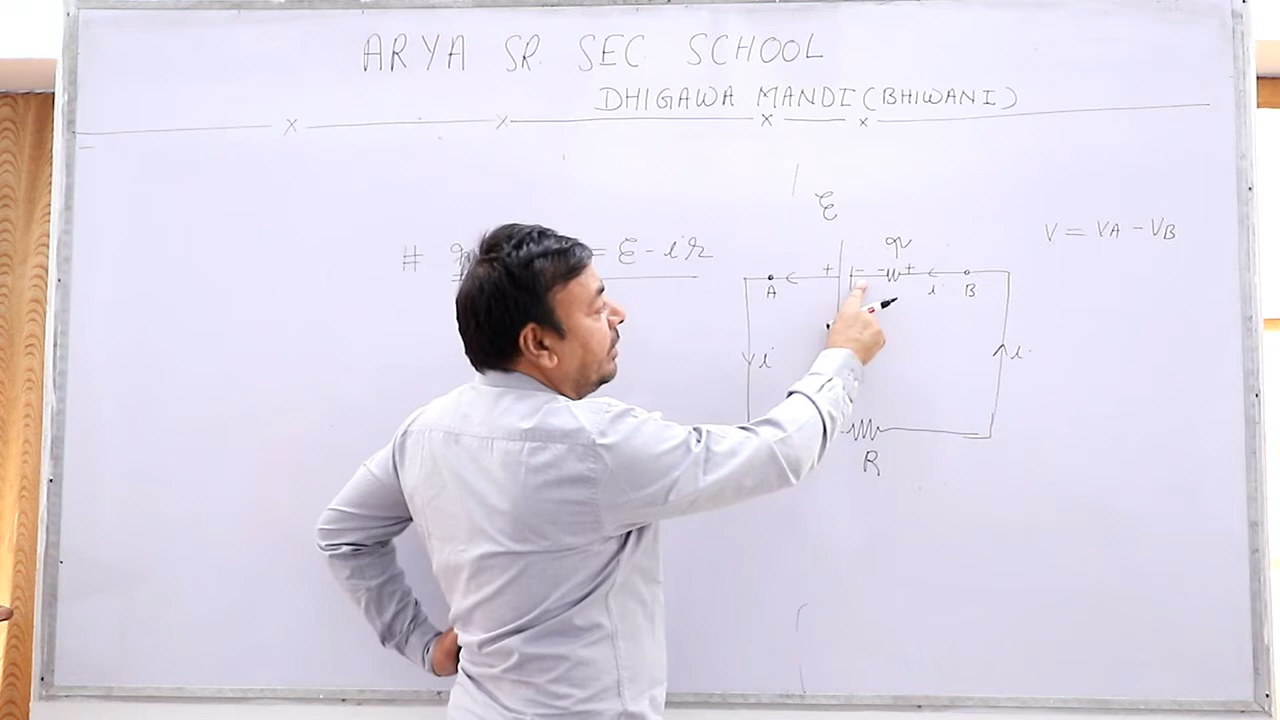 ARYA SR. SEC. SCHOOL
DHIGAWA MANDI (BHIWANI)
ℰ
V = VA - VB
# = ℰ - ir
r
+ - - +
A i B
i i
R